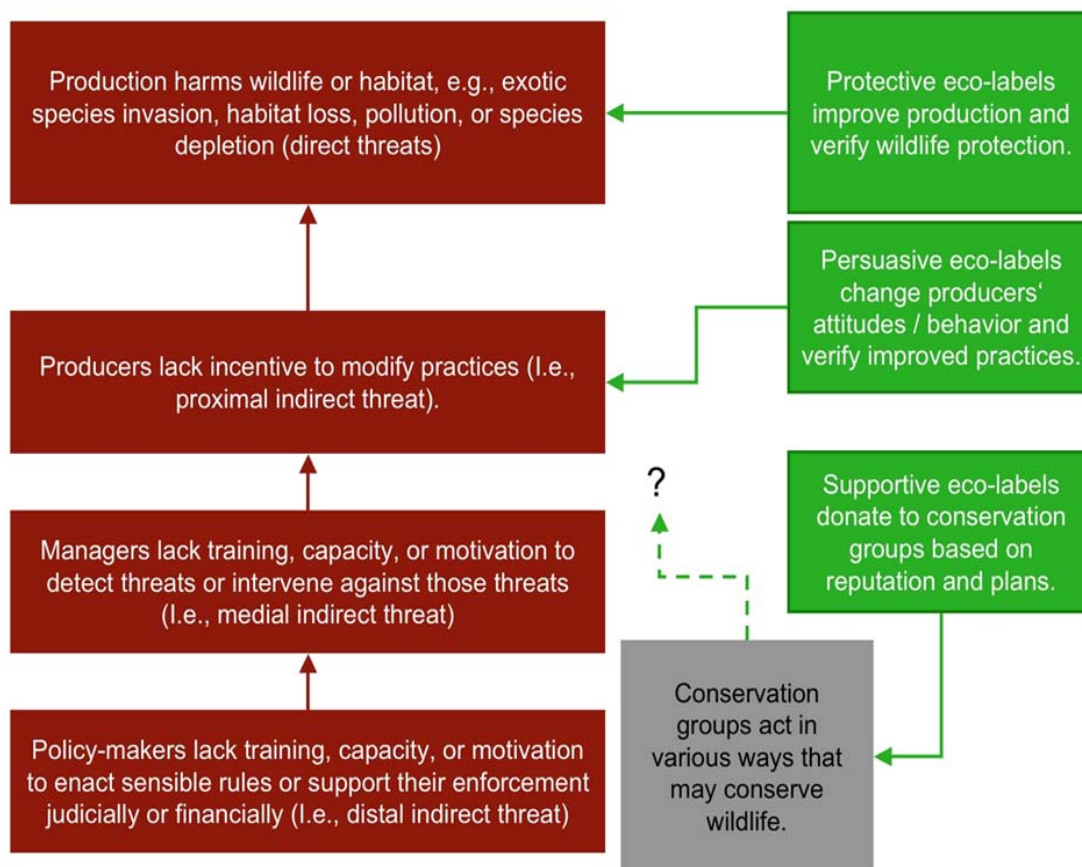 Production harms wildlife or habitat, e.g., exotic
species invasion, habitat loss, pollution, or species
depletion (direct threats)
Protective eco-labels
improve production and
verify wildlife protection.
Persuasive eco-labels
change producers‘
attitudes / behavior and
verify improved practices.
Producers lack incentive to modify practices (I.e.,
proximal indirect threat).
?
Supportive eco-labels
donate to conservation
groups based on
reputation and plans.
Managers lack training, capacity, or motivation to
detect threats or intervene against those threats
(I.e., medial indirect threat)
Conservation
groups act in
various ways that
may conserve
wildlife.
Policy-makers lack training, capacity, or motivation
to enact sensible rules or support their enforcement
judicially or financially (I.e., distal indirect threat)